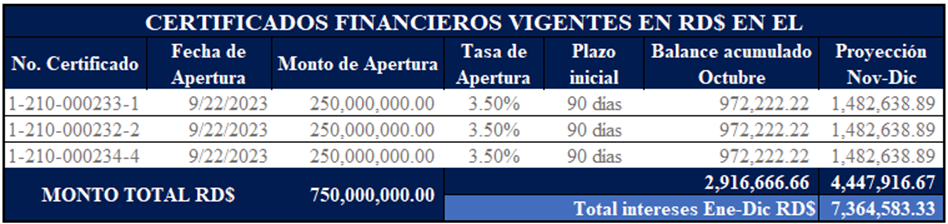 CERTIFICADOS FINANCIEROS VIGENTES EN RD$ EN EL
No. Certificado Fecha de Apertura Monto de Apertura Tasa de Apertura Plazo inicial Balance acumulado Octubre Proyección Nov-Dic
1-210-000233-1 9/22/2023 250,000,000.00 3.50% 90 dias 972,222.22 1,482,638.89
1-210-000232-2 9/22/2023 250,000,000.00 3.50% 90 dias 972,222.22 1,482,638.89
1-210-000234-4 9/22/2023 250,000,000.00 3.50% 90 dias 972,222.22 1,482,638.89
MONTO TOTAL RD$ 750,000,000.00 2,916,666.66 4,447,916.67
Total intereses Ene-Dic RD$ 7,364,583.33